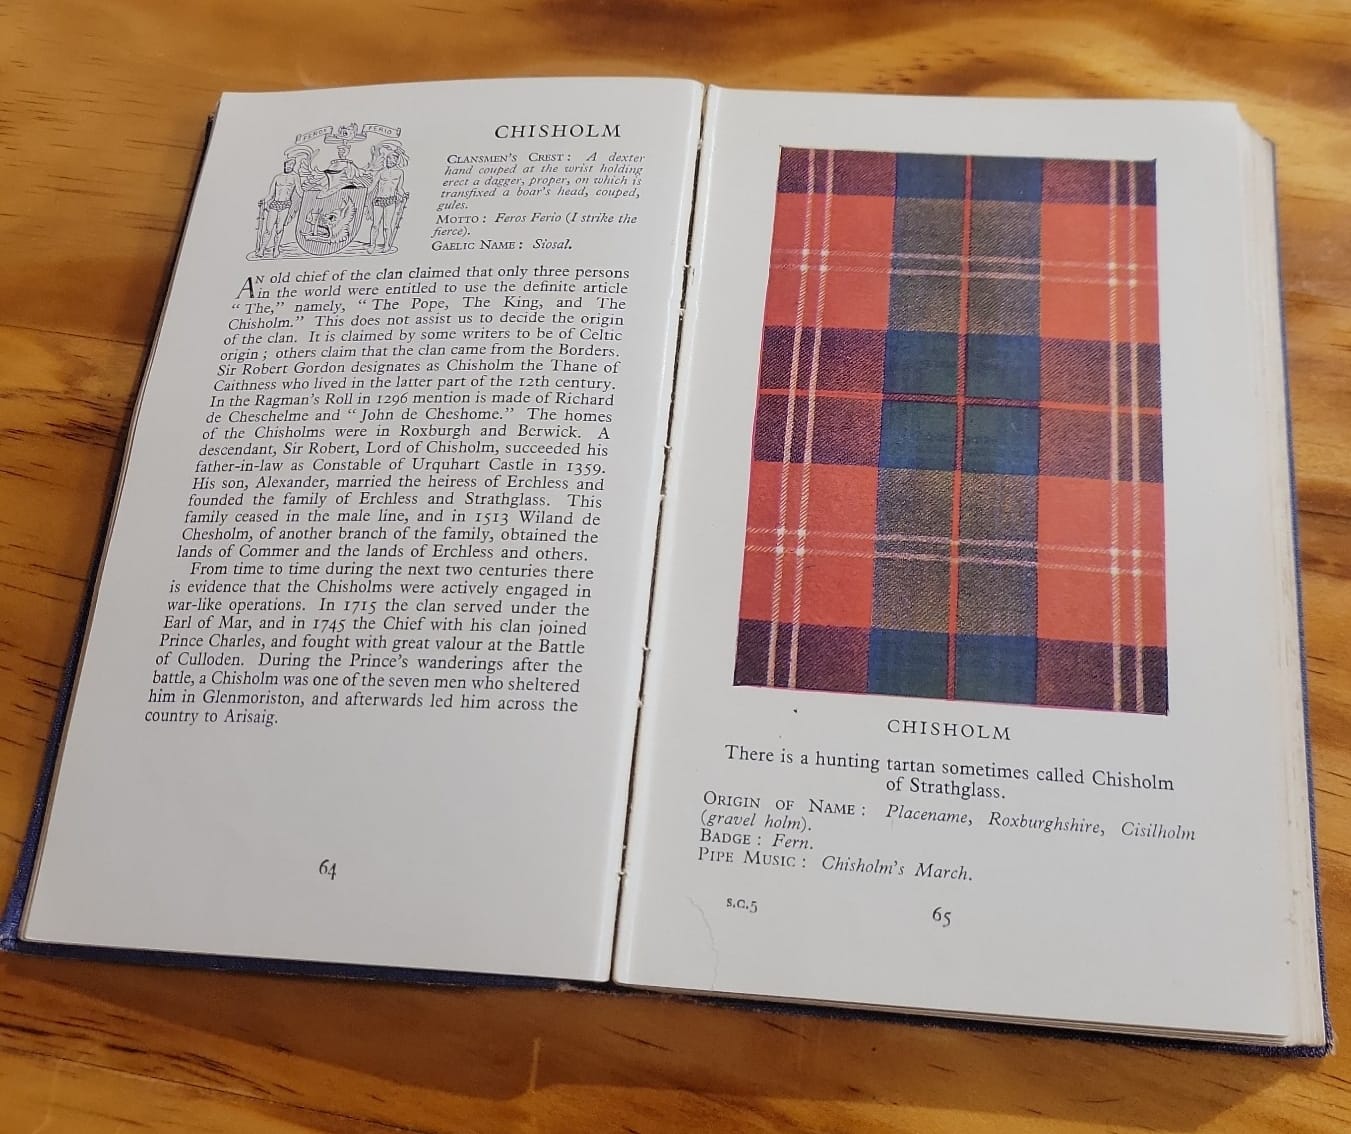 FEROS FERIO
CHISHOLM
CLANSMEN'S CREST : A dexter
hand couped at the wrist holding
erect a dagger, proper, on which is
transfixed a boar's head, couped,
gules.
MOTTO : Feros Ferio (I strike the
fierce).
GAELIC NAME : Siosal.
AN old chief of the clan claimed that only three persons
in the world were entitled to use the definite article
“ The,” namely, “ The Pope, The King, and The
Chisholm.” This does not assist us to decide the origin
of the clan. It is claimed by some writers to be of Celtic
origin ; others claim that the clan came from the Borders.
Sir Robert Gordon designates as Chisholm the Thane of
Caithness who lived in the latter part of the 12th century.
In the Ragman's Roll in 1296 mention is made of Richard
de Cheschelme and “ John de Cheshome.” The homes
of the Chisholms were in Roxburgh and Berwick. A
descendant, Sir Robert, Lord of Chisholm, succeeded his
father-in-law as Constable of Urquhart Castle in 1359.
His son, Alexander, married the heiress of Erchless and
founded the family of Erchless and Strathglass. This
family ceased in the male line, and in 1513 Wiland de
Chesholm, of another branch of the family, obtained the
lands of Commer and the lands of Erchless and others.
From time to time during the next two centuries there
is evidence that the Chisholms were actively engaged in
war-like operations. In 1715 the clan served under the
Earl of Mar, and in 1745 the Chief with his clan joined
Prince Charles, and fought with great valour at the Battle
of Culloden. During the Prince's wanderings after the
battle, a Chisholm was one of the seven men who sheltered
him in Glenmoriston, and afterwards led him across the
country to Arisaig.
64
CHISHOLM
There is a hunting tartan sometimes called Chisholm
of Strathglass.
ORIGIN OF NAME : Placename, Roxburghshire, Cisilholm
(gravel holm).
BADGE : Fern.
PIPE MUSIC : Chisholm's March.
S.C.5
65